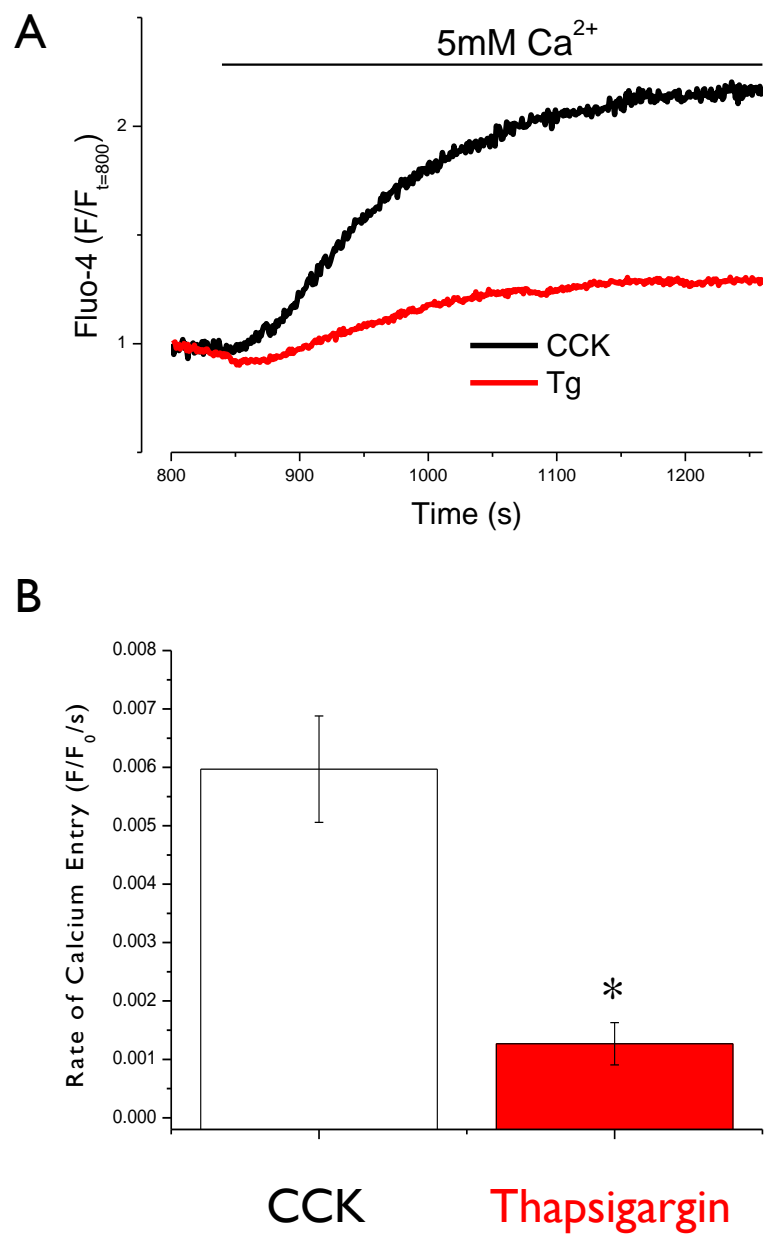 A
5mM Ca²⁺
2
1
Fluo-4 (F/Fₜ₌₈₀₀)
CCK
Tg
800 900 1000 1100 1200
Time (s)
B
0.008
0.007
0.006
0.005
0.004
0.003
0.002
0.001
0.000
Rate of Calcium Entry (F/F₀/s)
*
CCK Thapsigargin